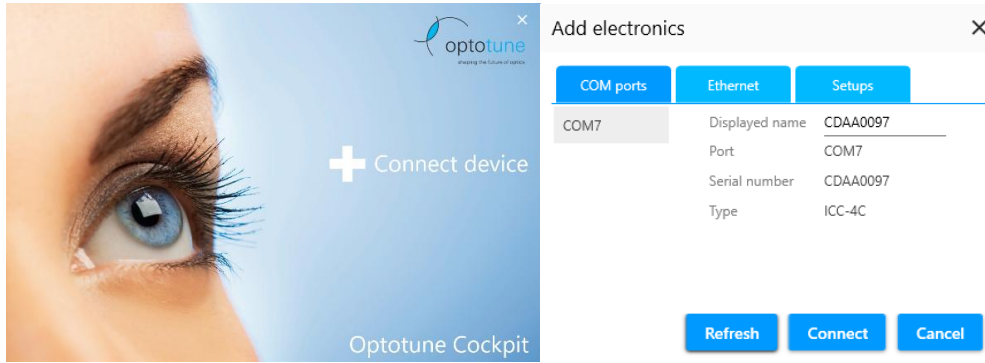 optotune
shaping the future of optics
Connect device
Optotune Cockpit
Add electronics
COM ports
Ethernet
Setups
COM7
Displayed name CDAA0097
Port COM7
Serial number CDAA0097
Type ICC-4C
Refresh
Connect
Cancel